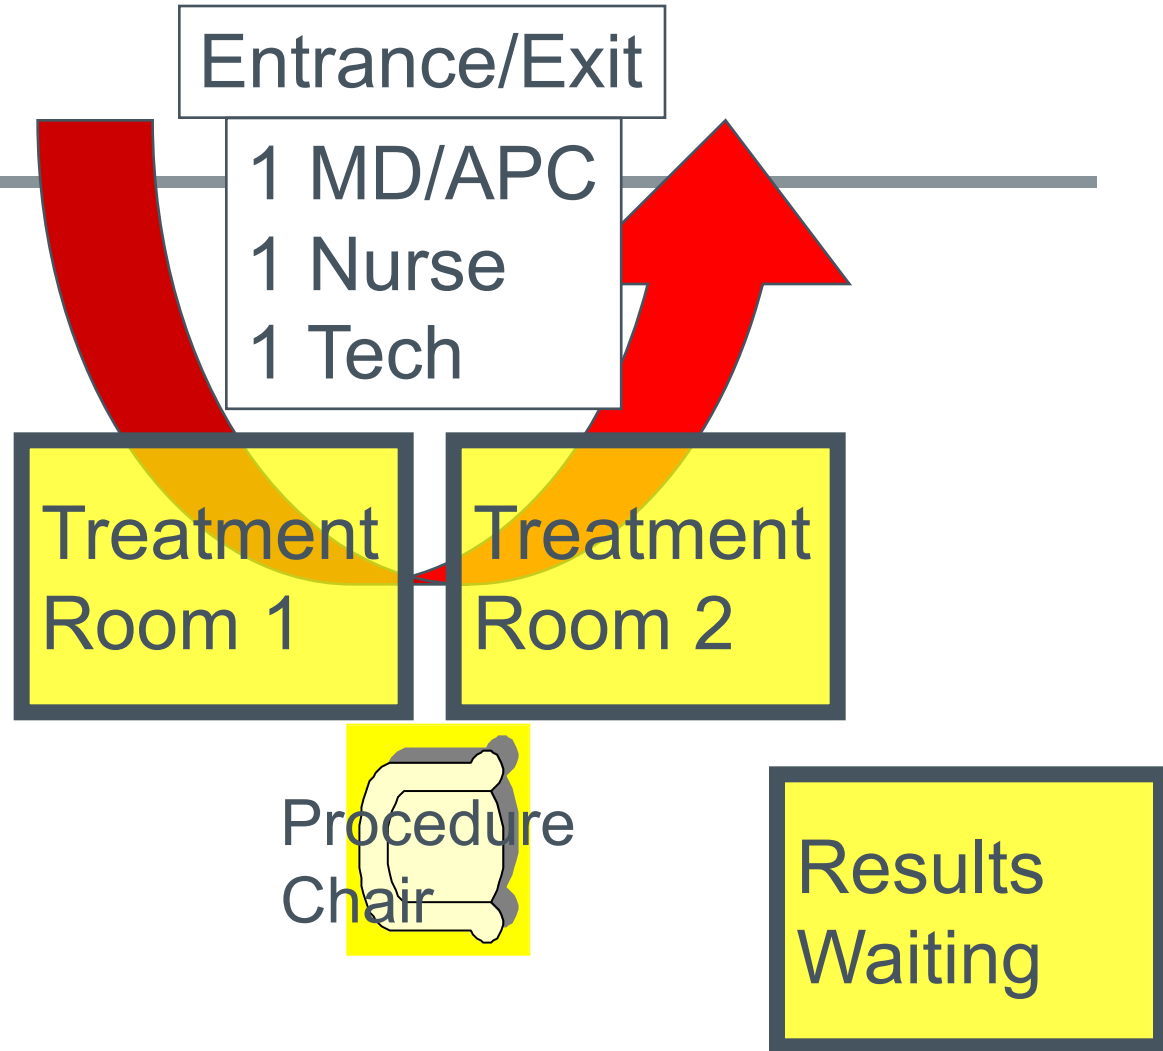 Entrance/Exit
1 MD/APC
1 Nurse
1 Tech
Treatment
Room 1
Treatment
Room 2
Procedure
Chair
Results
Waiting